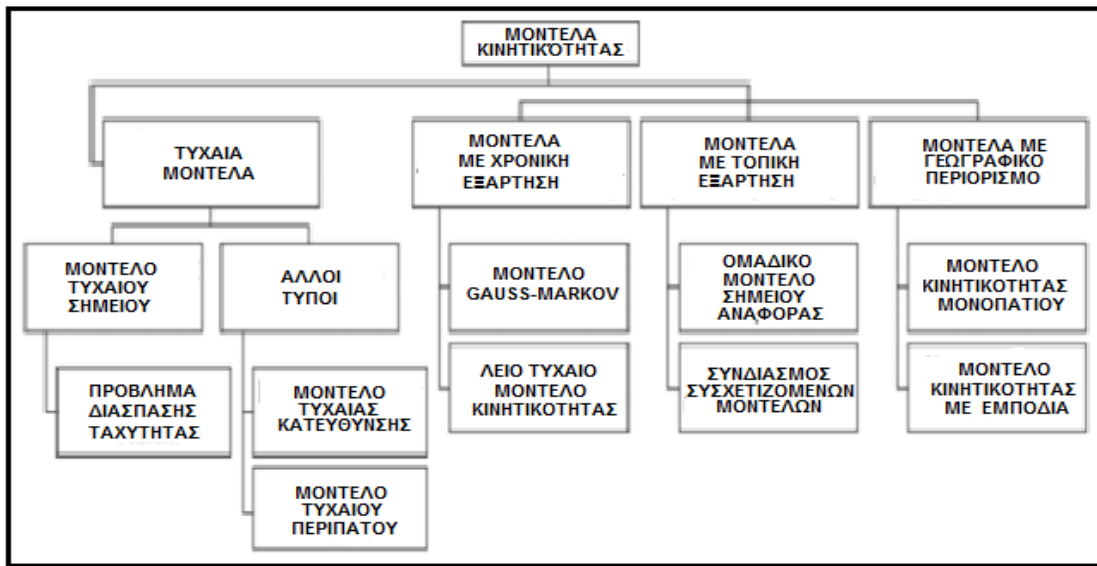 ΜΟΝΤΕΛΑ
ΚΙΝΗΤΙΚΌΤΗΤΑΣ
ΤΥΧΑΙΑ
ΜΟΝΤΕΛΑ
ΜΟΝΤΕΛΑ
ΜΕ ΧΡΟΝΙΚΗ
ΕΞΑΡΤΗΣΗ
ΜΟΝΤΕΛΑ
ΜΕ ΤΟΠΙΚΗ
ΕΞΑΡΤΗΣΗ
ΜΟΝΤΕΛΑ ΜΕ
ΓΕΩΓΡΑΦΙΚΟ
ΠΕΡΙΟΡΙΣΜΟ
ΜΟΝΤΕΛΟ
ΤΥΧΑΙΟΥ
ΣΗΜΕΙΟΥ
ΑΛΛΟΙ
ΤΥΠΟΙ
ΜΟΝΤΕΛΟ
GAUSS-MARKOV
ΟΜΑΔΙΚΟ
ΜΟΝΤΕΛΟ
ΣΗΜΕΙΟΥ
ΑΝΑΦΟΡΑΣ
ΜΟΝΤΕΛΟ
ΚΙΝΗΤΙΚΟΤΗΤΑΣ
ΜΟΝΟΠΑΤΙΟΥ
ΠΡΟΒΛΗΜΑ
ΔΙΑΣΠΑΣΗΣ
ΤΑΧΥΤΗΤΑΣ
ΜΟΝΤΕΛΟ
ΤΥΧΑΙΑΣ
ΚΑΤΕΥΘΥΝΣΗΣ
ΛΕΙΟ ΤΥΧΑΙΟ
ΜΟΝΤΕΛΟ
ΚΙΝΗΤΙΚΟΤΗΤΑΣ
ΣΥΝΔΙΑΣΜΟΣ
ΣΥΣΧΕΤΙΖΟΜΕΝΩΝ
ΜΟΝΤΕΛΩΝ
ΜΟΝΤΕΛΟ
ΚΙΝΗΤΙΚΟΤΗΤΑΣ
ΜΕ ΕΜΠΟΔΙΑ
ΜΟΝΤΕΛΟ
ΤΥΧΑΙΟΥ
ΠΕΡΙΠΑΤΟΥ